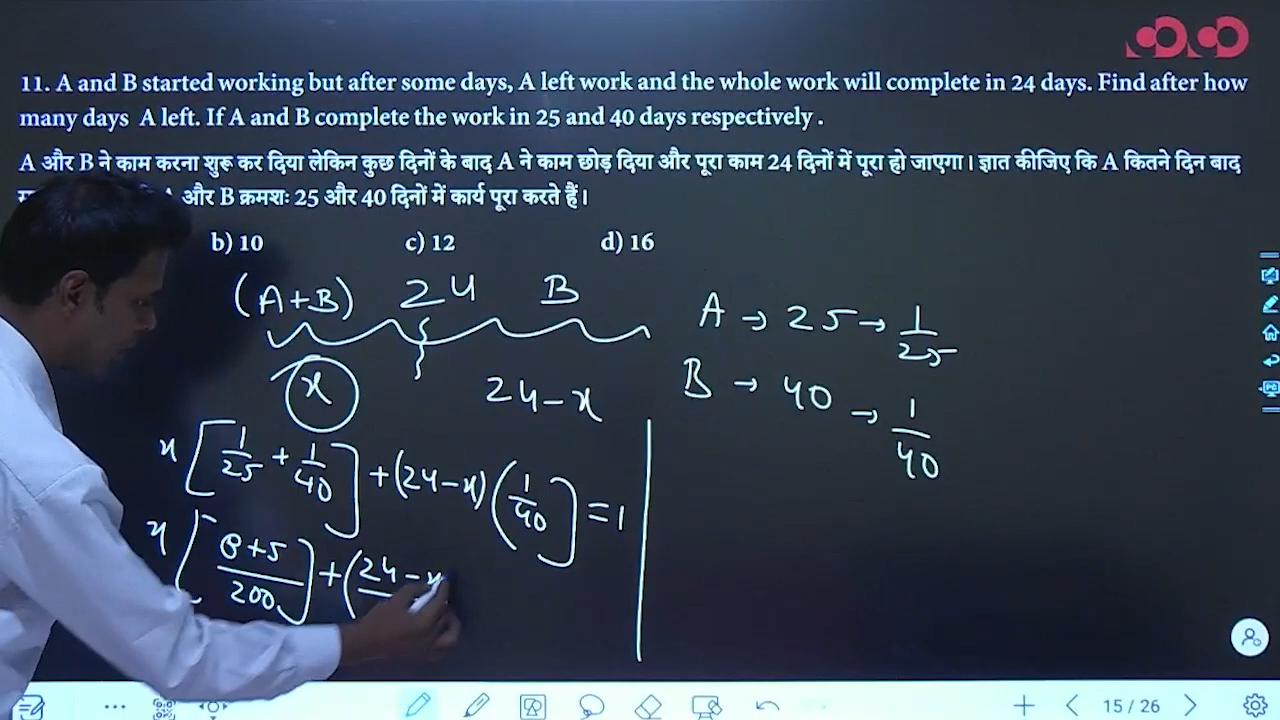 11. A and B started working but after some days, A left work and the whole work will complete in 24 days. Find after how
many days A left. If A and B complete the work in 25 and 40 days respectively .
A और B ने काम करना शुरू कर दिया लेकिन कुछ दिनों के बाद A ने काम छोड़ दिया और पूरा काम 24 दिनों में पूरा हो जाएगा। ज्ञात कीजिए कि A कितने दिन बाद
और B क्रमशः 25 और 40 दिनों में कार्य पूरा करते हैं।
b) 10 c) 12 d) 16
(A+B) 24 B
x 24-x
A → 25 → 1/25
B → 40 → 1/40
x[1/25 + 1/40] + (24-x)(1/40] = 1
x[8+5/200] + (24-x
15 / 26